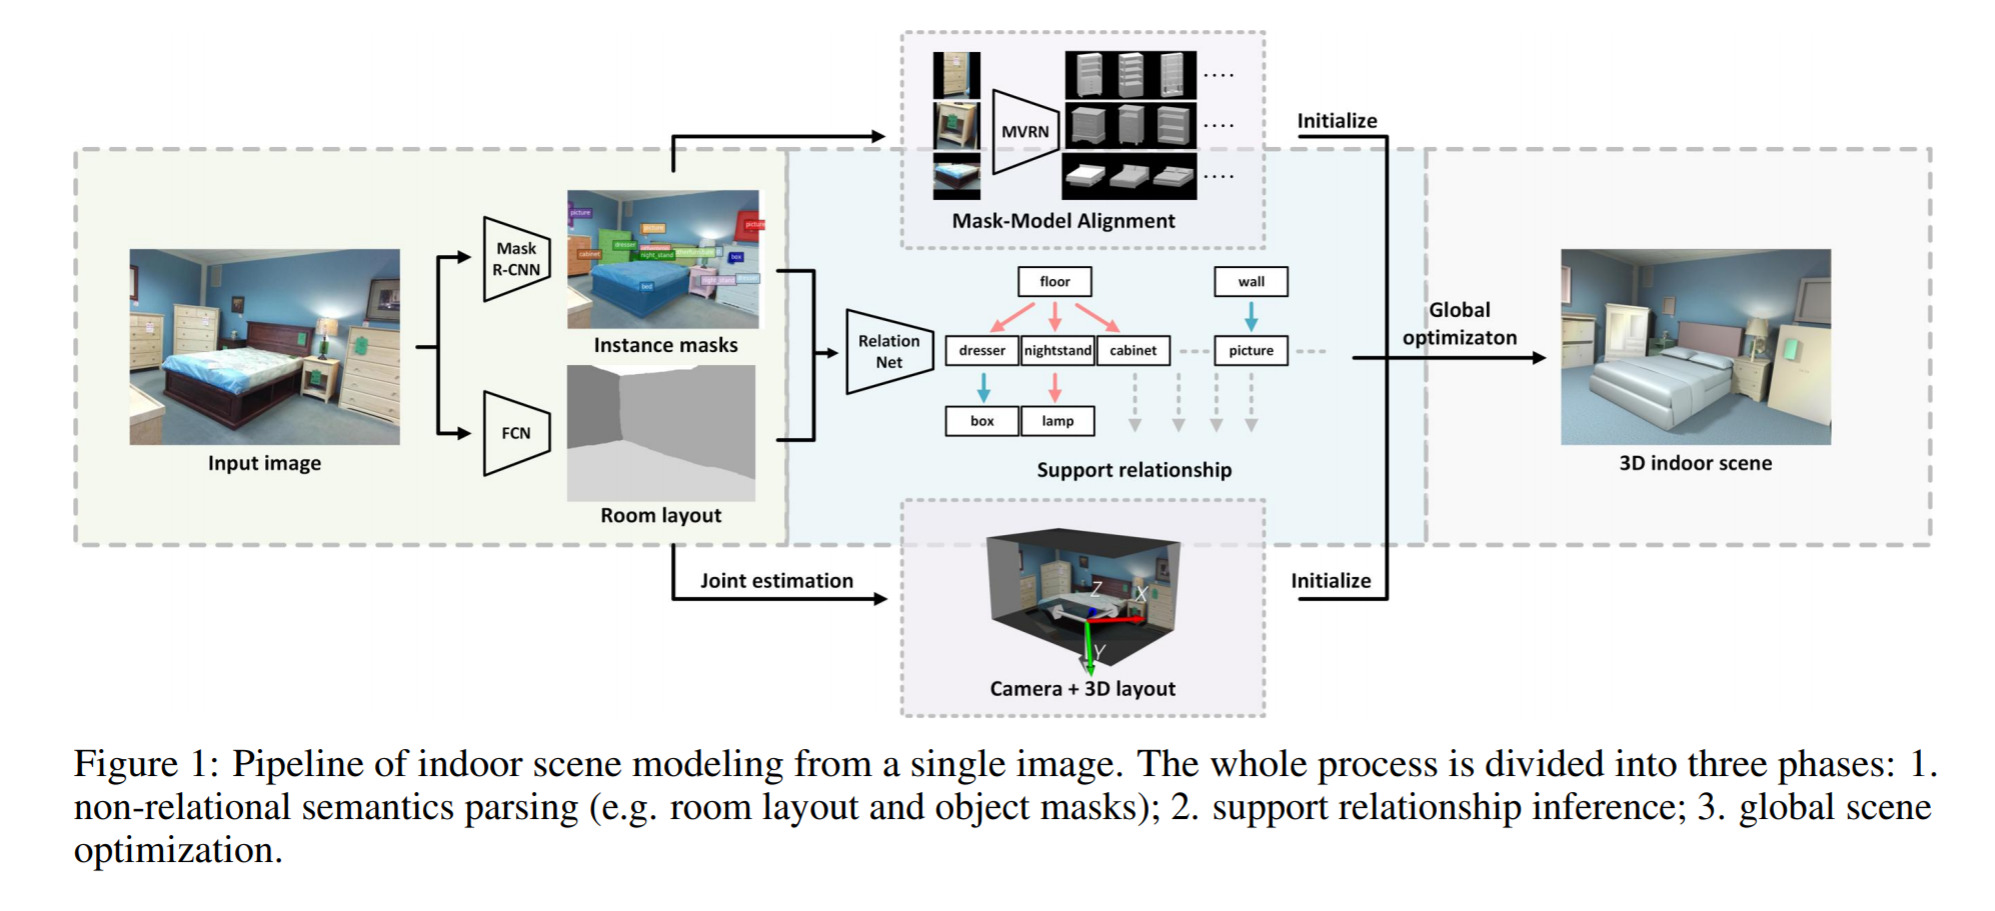 MVRN
....
....
....
Mask-Model Alignment
Initialize
Mask
R-CNN
picture
picture
picture
dresser
cabinet
night_stand
box
bed
Instance masks
Input image
FCN
Room layout
Relation
Net
floor
wall
dresser
nightstand
cabinet
picture
box
lamp
Support relationship
Global
optimizaton
3D indoor scene
Joint estimation
Initialize
Z
X
Y
Camera + 3D layout
Figure 1: Pipeline of indoor scene modeling from a single image. The whole process is divided into three phases: 1.
non-relational semantics parsing (e.g. room layout and object masks); 2. support relationship inference; 3. global scene
optimization.